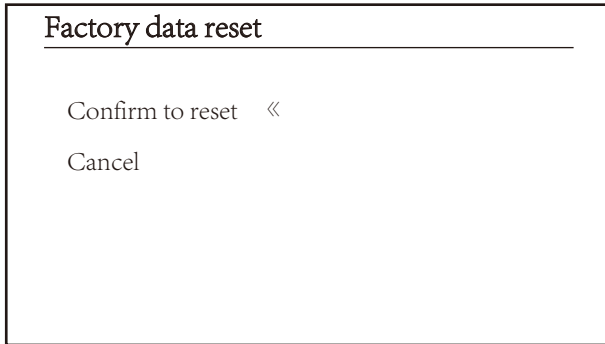 Factory data reset
Confirm to reset «
Cancel